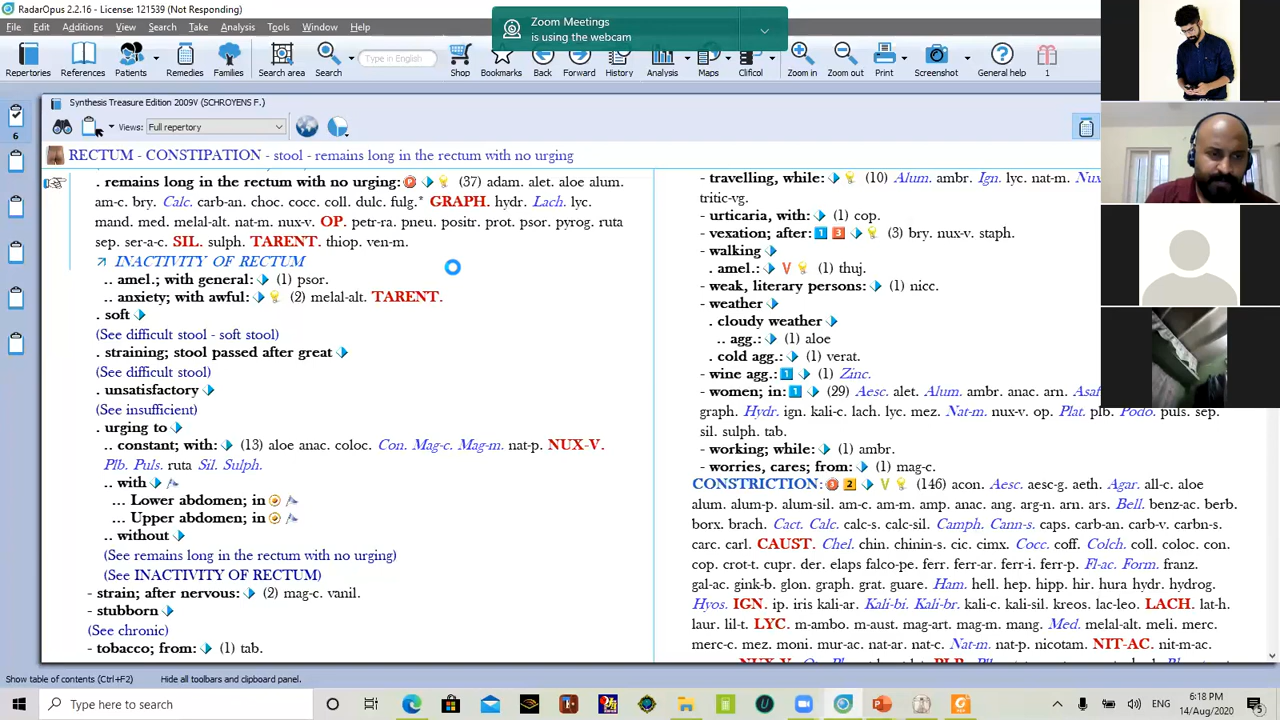 RadarOpus 2.2.16 - License: 121539 (Not Responding)
File Edit Additions View Search Take Analysis Tools Window Help
Zoom Meetings
is using the webcam
Type in English
Repertories References Patients Remedies Families Search area Search Shop Bookmarks Back Forward History Analysis Maps Clificol Zoom in Zoom out Print Screenshot General help 1
Synthesis Treasure Edition 2009V (SCHROYENS F.)
6
Views: Full repertory
RECTUM - CONSTIPATION - stool - remains long in the rectum with no urging
. remains long in the rectum with no urging: (37) adam. alet. aloe alum.
am-c. bry. Calc. carb-an. choc. cocc. coll. dulc. fulg.* GRAPH. hydr. Lach. lyc.
mand. med. melal-alt. nat-m. nux-v. OP. petr-ra. pneu. positr. prot. psor. pyrog. ruta
sep. ser-a-c. SIL. sulph. TARENT. thiop. ven-m.
INACTIVITY OF RECTUM
.. amel.; with general: (1) psor.
.. anxiety; with awful: (2) melal-alt. TARENT.
. soft
(See difficult stool - soft stool)
. straining; stool passed after great
(See difficult stool)
. unsatisfactory
(See insufficient)
. urging to
.. constant; with: (13) aloe anac. coloc. Con. Mag-c. Mag-m. nat-p. NUX-V.
Plb. Puls. ruta Sil. Sulph.
.. with
... Lower abdomen; in
... Upper abdomen; in
.. without
(See remains long in the rectum with no urging)
(See INACTIVITY OF RECTUM)
- strain; after nervous: (2) mag-c. vanil.
- stubborn
(See chronic)
- tobacco; from: (1) tab.
- travelling, while: (10) Alum. ambr. Ign. lyc. nat-m. Nux
tritic-vg.
- urticaria, with: (1) cop.
- vexation; after: 1 3 (3) bry. nux-v. staph.
- walking
. amel.: V (1) thuj.
- weak, literary persons: (1) nicc.
- weather
. cloudy weather
.. agg.: (1) aloe
. cold agg.: (1) verat.
- wine agg.: 1 (1) Zinc.
- women; in: 1 (29) Aesc. alet. Alum. ambr. anac. arn. Asaf
graph. Hydr. ign. kali-c. lach. lyc. mez. Nat-m. nux-v. op. Plat. plb. Podo. puls. sep.
sil. sulph. tab.
- working; while: (1) ambr.
- worries, cares; from: (1) mag-c.
CONSTRICTION: 3 2 V (146) acon. Aesc. aesc-g. aeth. Agar. all-c. aloe
alum. alum-p. alum-sil. am-c. am-m. amp. anac. ang. arg-n. arn. ars. Bell. benz-ac. berb.
borx. brach. Cact. Calc. calc-s. calc-sil. Camph. Cann-s. caps. carb-an. carb-v. carbn-s.
carc. carl. CAUST. Chel. chin. chinin-s. cic. cimx. Cocc. coff. Colch. coll. coloc. con.
cop. crot-t. cupr. der. elaps falco-pe. ferr. ferr-ar. ferr-i. ferr-p. Fl-ac. Form. franz.
gal-ac. gink-b. glon. graph. grat. guare. Ham. hell. hep. hipp. hir. hura hydr. hydrog.
Hyos. IGN. ip. iris kali-ar. Kali-bi. Kali-br. kali-c. kali-sil. kreos. lac-leo. LACH. lat-h.
laur. lil-t. LYC. m-ambo. m-aust. mag-art. mag-m. mang. Med. melal-alt. meli. merc.
merc-c. mez. moni. mur-ac. nat-ar. nat-c. Nat-m. nat-p. nicotam. NIT-AC. nit-m-ac.
Show table of contents (Ctrl+F2) Hide all tollbars and clipboard panel.
Type here to search
ENG
6:18 PM
14/Aug/2020
5